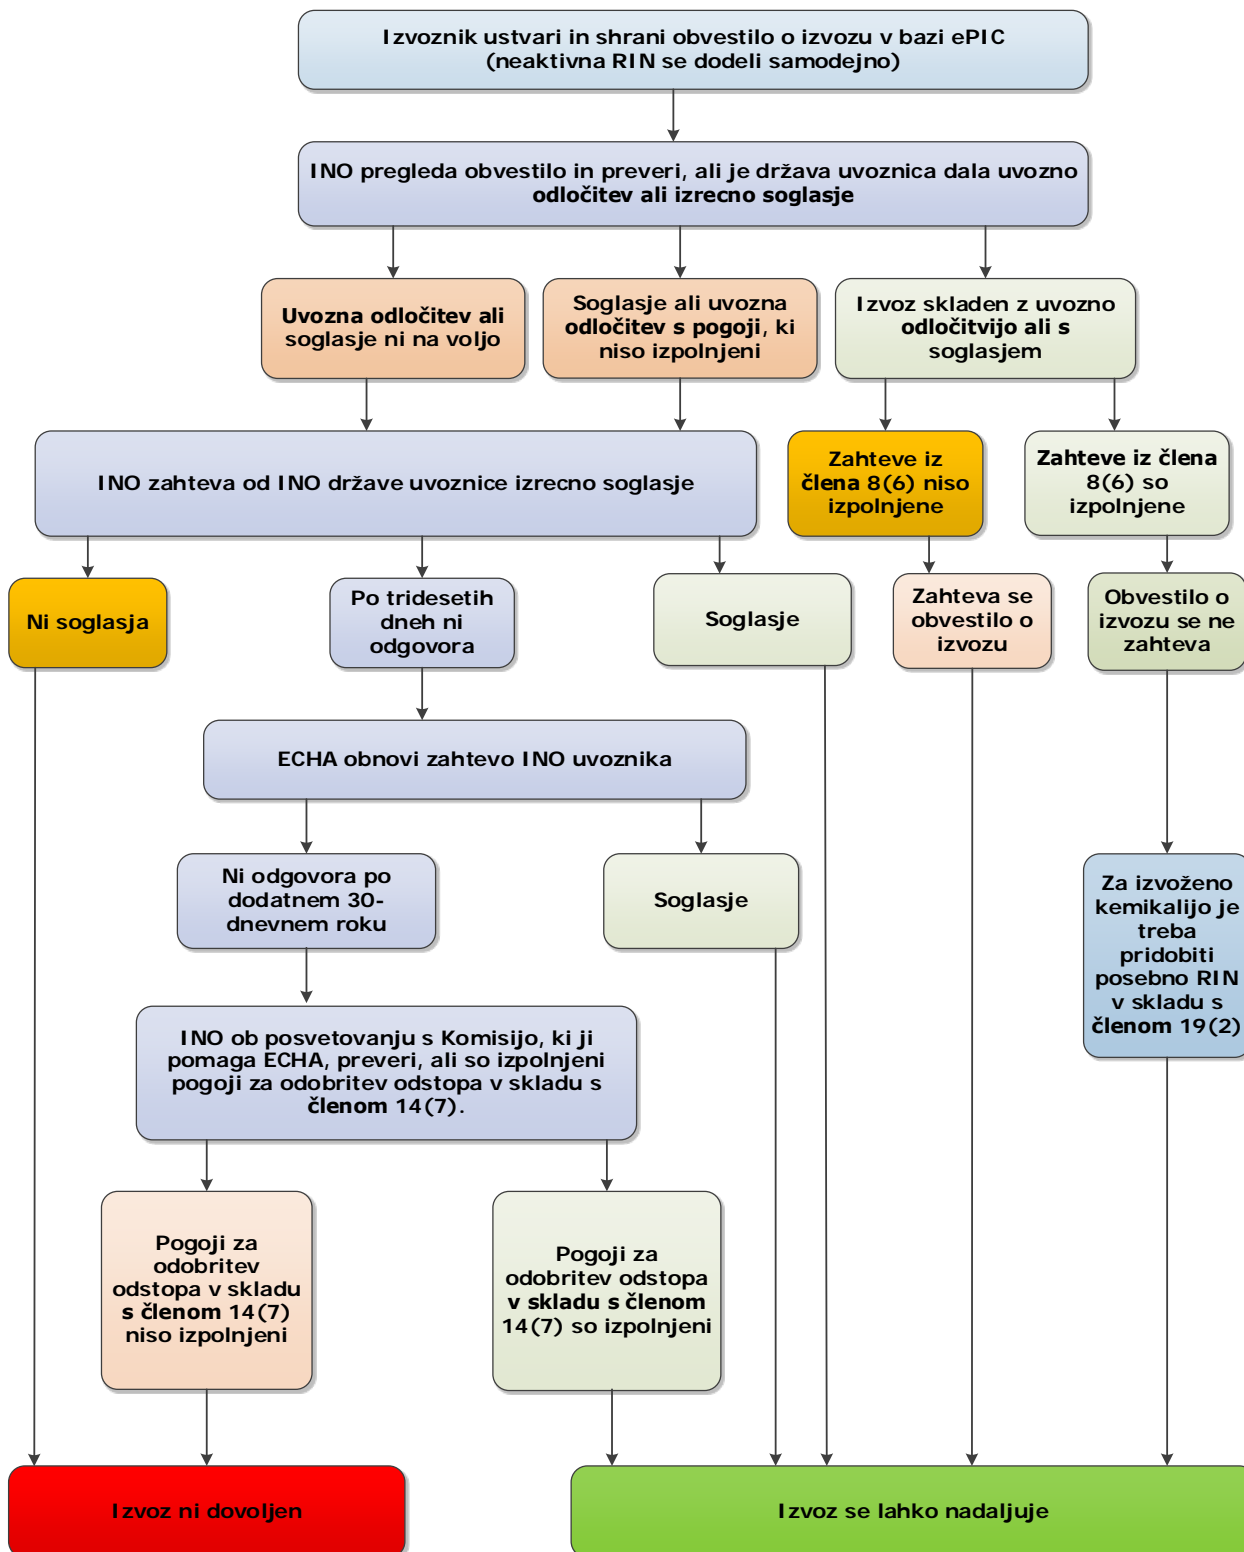 Izvoznik ustvari in shrani obvestilo o izvozu v bazi ePIC
(neaktivna RIN se dodeli samodejno)
INO pregleda obvestilo in preveri, ali je država uvoznica dala uvozno
odločitev ali izrecno soglasje
Uvozna odločitev ali
soglasje ni na voljo
Soglasje ali uvozna
odločitev s pogoji, ki
niso izpolnjeni
Izvoz skladen z uvozno
odločitvijo ali s
soglasjem
INO zahteva od INO države uvoznice izrecno soglasje
Zahteve iz
člena 8(6) niso
izpolnjene
Zahteve iz člena
8(6) so
izpolnjene
Ni soglasja
Po tridesetih
dneh ni
odgovora
Soglasje
Zahteva se
obvestilo o
izvozu
Obvestilo o
izvozu se ne
zahteva
ECHA obnovi zahtevo INO uvoznika
Ni odgovora po
dodatnem 30-
dnevnem roku
Soglasje
Za izvoženo
kemikalijo je
treba
pridobiti
posebno RIN
v skladu s
členom 19(2)
INO ob posvetovanju s Komisijo, ki ji
pomaga ECHA, preveri, ali so izpolnjeni
pogoji za odobritev odstopa v skladu s
členom 14(7).
Pogoji za
odobritev
odstopa v skladu
s členom 14(7)
niso izpolnjeni
Pogoji za
odobritev odstopa
v skladu s členom
14(7) so izpolnjeni
Izvoz ni dovoljen
Izvoz se lahko nadaljuje